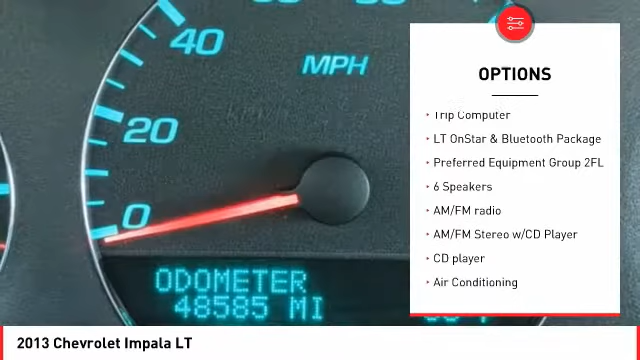 40
MPH
20
0
ODOMETER
48585 MI
OPTIONS
Trip Computer
LT OnStar & Bluetooth Package
Preferred Equipment Group 2FL
6 Speakers
AM/FM radio
AM/FM Stereo w/CD Player
CD player
Air Conditioning
2013 Chevrolet Impala LT